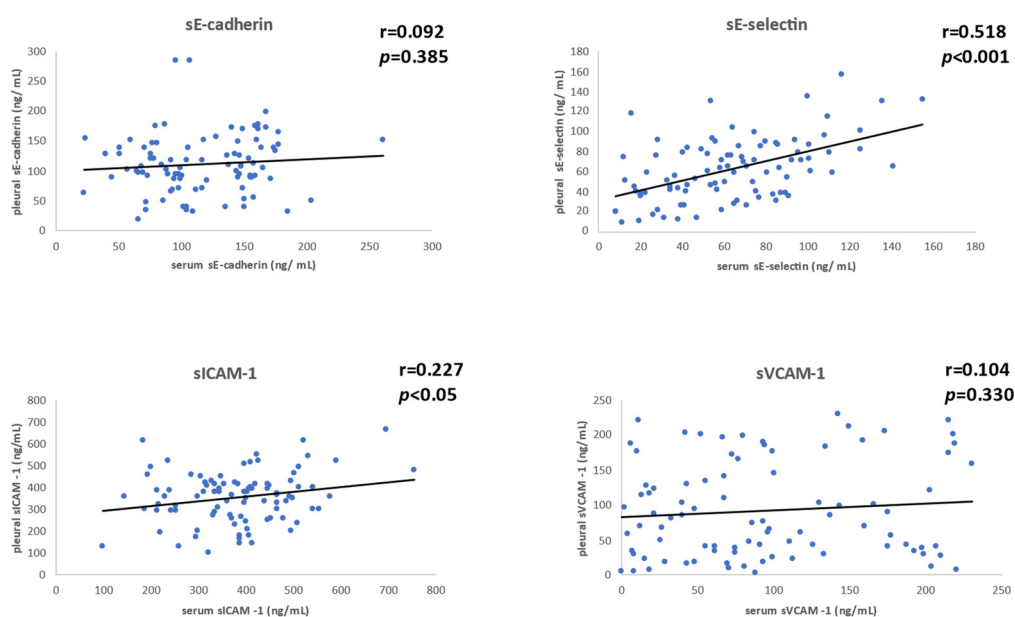 sE-cadherin
r=0.092
p=0.385
300
250
200
150
100
50
0
pleural sE-cadherin (ng/ mL)
0 50 100 150 200 250 300
serum sE-cadherin (ng/ mL)
sE-selectin
r=0.518
p<0.001
180
160
140
120
100
80
60
40
20
0
pleural sE-selectin (ng/ mL)
0 20 40 60 80 100 120 140 160 180
serum sE-selectin (ng/ mL)
sICAM-1
r=0.227
p<0.05
800
700
600
500
400
300
200
100
0
pleural sICAM -1 (ng/mL)
0 100 200 300 400 500 600 700 800
serum sICAM -1 (ng/mL)
sVCAM-1
r=0.104
p=0.330
250
200
150
100
50
0
pleural sVCAM -1 (ng/mL)
0 50 100 150 200 250
serum sVCAM -1 (ng/mL)